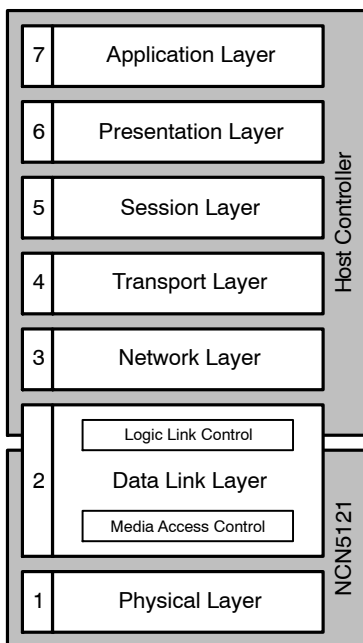 7 Application Layer
6 Presentation Layer
5 Session Layer
4 Transport Layer
3 Network Layer
Host Controller
Logic Link Control
2 Data Link Layer
Media Access Control
1 Physical Layer
NCN5121